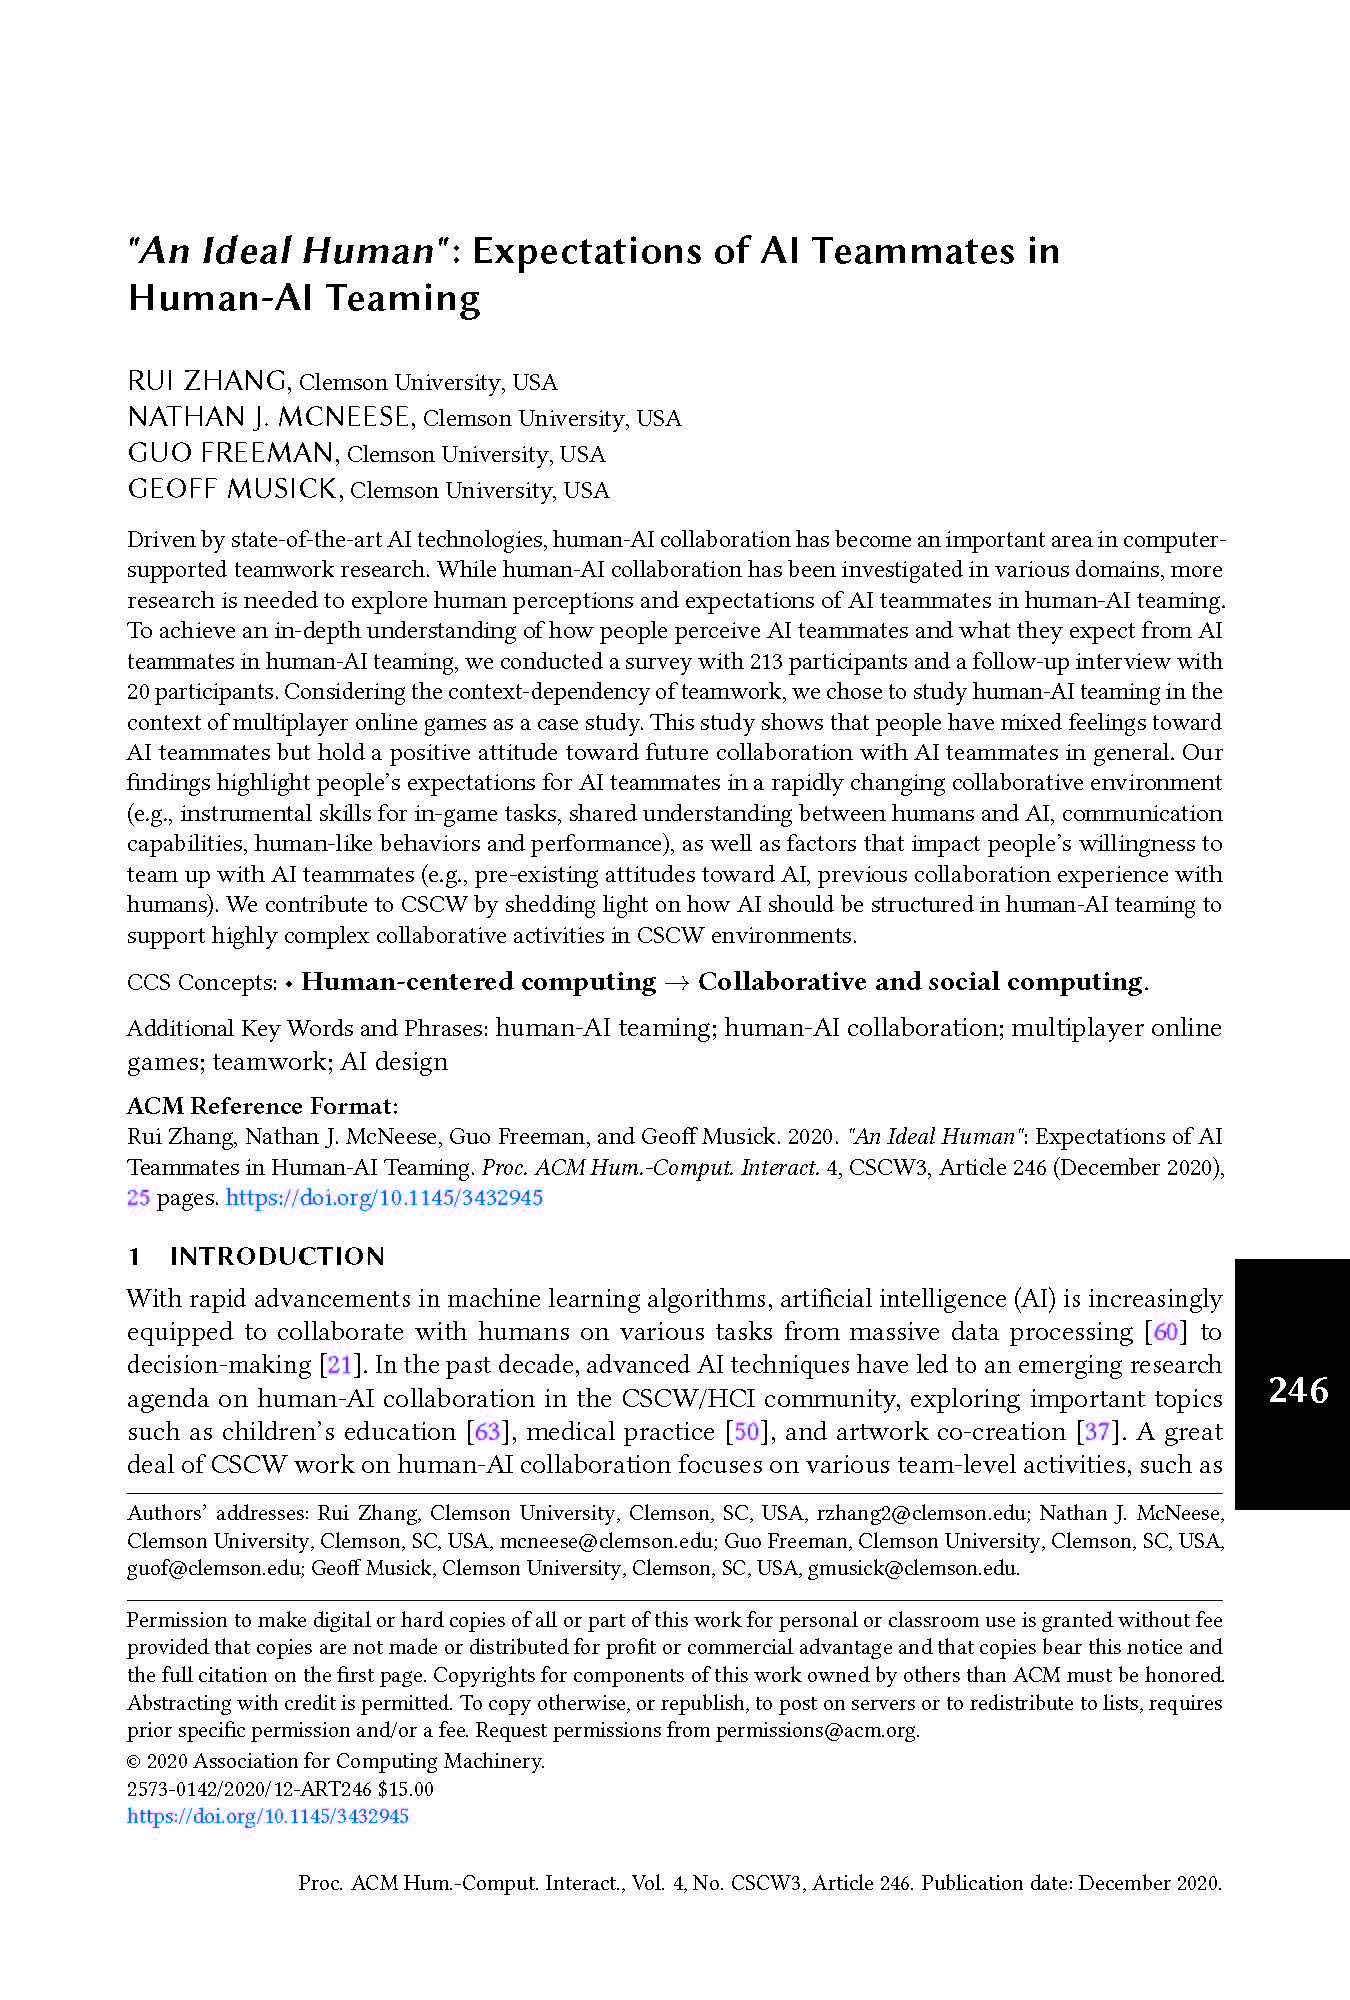 "An Ideal Human": Expectations of AI Teammates in
Human-AI Teaming
RUI ZHANG, Clemson University, USA
NATHAN J. MCNEESE, Clemson University, USA
GUO FREEMAN, Clemson University, USA
GEOFF MUSICK, Clemson University, USA
Driven by state-of-the-art AI technologies, human-AI collaboration has become an important area in computer-
supported teamwork research. While human-AI collaboration has been investigated in various domains, more
research is needed to explore human perceptions and expectations of AI teammates in human-AI teaming.
To achieve an in-depth understanding of how people perceive AI teammates and what they expect from AI
teammates in human-AI teaming, we conducted a survey with 213 participants and a follow-up interview with
20 participants. Considering the context-dependency of teamwork, we chose to study human-AI teaming in the
context of multiplayer online games as a case study. This study shows that people have mixed feelings toward
AI teammates but hold a positive attitude toward future collaboration with AI teammates in general. Our
findings highlight people's expectations for AI teammates in a rapidly changing collaborative environment
(e.g., instrumental skills for in-game tasks, shared understanding between humans and AI, communication
capabilities, human-like behaviors and performance), as well as factors that impact people's willingness to
team up with AI teammates (e.g., pre-existing attitudes toward AI, previous collaboration experience with
humans). We contribute to CSCW by shedding light on how AI should be structured in human-AI teaming to
support highly complex collaborative activities in CSCW environments.
CCS Concepts: • Human-centered computing → Collaborative and social computing.
Additional Key Words and Phrases: human-AI teaming; human-AI collaboration; multiplayer online
games; teamwork; AI design
ACM Reference Format:
Rui Zhang, Nathan J. McNeese, Guo Freeman, and Geoff Musick. 2020. "An Ideal Human": Expectations of AI
Teammates in Human-AI Teaming. Proc. ACM Hum.-Comput. Interact. 4, CSCW3, Article 246 (December 2020),
25 pages. https://doi.org/10.1145/3432945
1 INTRODUCTION
With rapid advancements in machine learning algorithms, artificial intelligence (AI) is increasingly
equipped to collaborate with humans on various tasks from massive data processing [60] to
decision-making [21]. In the past decade, advanced AI techniques have led to an emerging research
agenda on human-AI collaboration in the CSCW/HCI community, exploring important topics
such as children's education [63], medical practice [50], and artwork co-creation [37]. A great
deal of CSCW work on human-AI collaboration focuses on various team-level activities, such as
246
Authors' addresses: Rui Zhang, Clemson University, Clemson, SC, USA, rzhang2@clemson.edu; Nathan J. McNeese,
Clemson University, Clemson, SC, USA, mcneese@clemson.edu; Guo Freeman, Clemson University, Clemson, SC, USA,
guof@clemson.edu; Geoff Musick, Clemson University, Clemson, SC, USA, gmusick@clemson.edu.
Permission to make digital or hard copies of all or part of this work for personal or classroom use is granted without fee
provided that copies are not made or distributed for profit or commercial advantage and that copies bear this notice and
the full citation on the first page. Copyrights for components of this work owned by others than ACM must be honored.
Abstracting with credit is permitted. To copy otherwise, or republish, to post on servers or to redistribute to lists, requires
prior specific permission and/or a fee. Request permissions from permissions@acm.org.
© 2020 Association for Computing Machinery.
2573-0142/2020/12-ART246 $15.00
https://doi.org/10.1145/3432945
Proc. ACM Hum.-Comput. Interact., Vol. 4, No. CSCW3, Article 246. Publication date: December 2020.